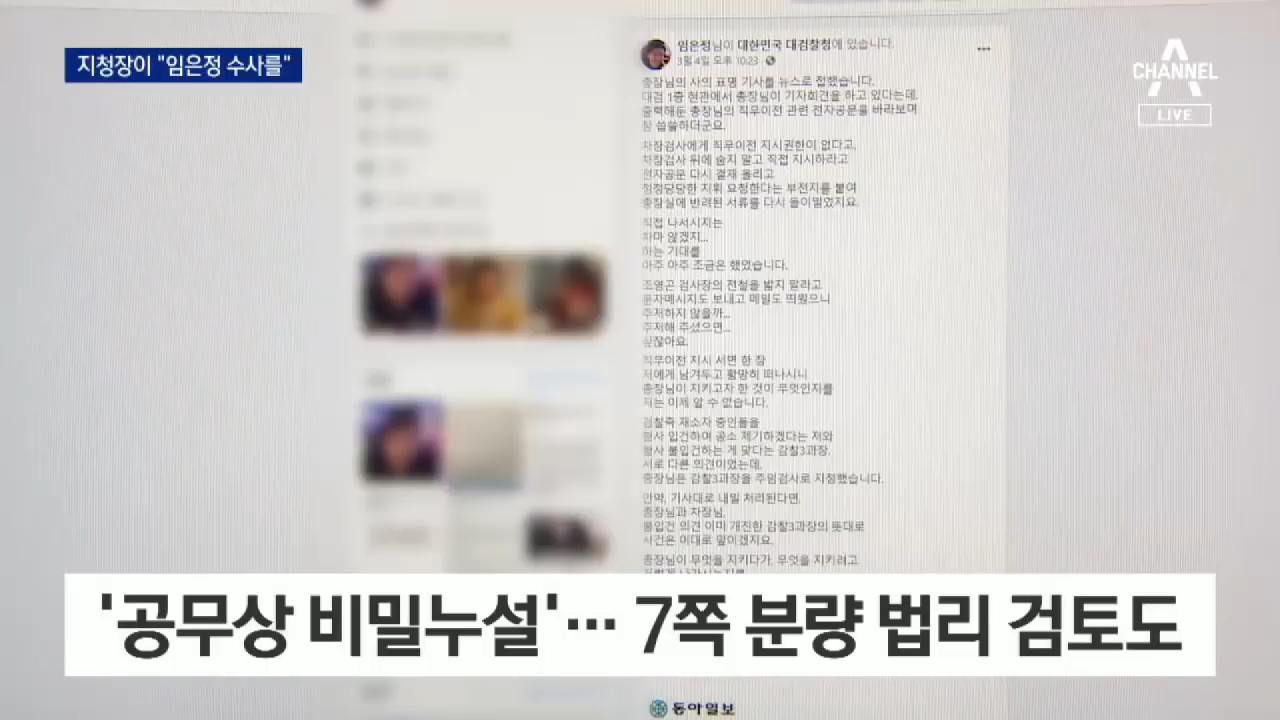 지청장이 "임은정 수사를"
CHANNEL A
LIVE
임은정님이 대한민국 대검찰청에 있습니다.
3월 4일 오후 10:23
총장님의 사의 표명 기사를 뉴스로 접했습니다.
대검 1층 현관에서 총장님이 기자회견을 하고 있다는데,
출력해둔 총장님의 직무이전 관련 전자공문을 바라보며
참 씁쓸하더군요.
차장검사에게 직무이전 지시권한이 없다고,
차장검사 뒤에 숨지 말고 직접 지시하라고
전자공문 다시 결재 올리고
정정당당한 지휘 요청한다는 부전지를 붙여
총장실에 반려된 서류를 다시 들이밀었지요.
직접 나서시지는
차마 않겠지...
하는 기대를
아주 아주 조금은 했었습니다.
조영곤 검사장의 전철을 밟지 말라고
문자메시지도 보내고 메일도 띄웠으니
주저하지 않을까...
주저해 주셨으면...
싶잖아요.
직무이전 지시 서면 한 장
저에게 남겨두고 황망히 떠나시니
총장님이 지키고자 한 것이 무엇인지를
저는 이제 알 수 없습니다.
검찰측 재소자 증인들을
형사 입건하여 공소 제기하겠다는 저와
형사 불입건하는 게 맞다는 감찰3과장,
서로 다른 의견이었는데,
총장님은 감찰3과장을 주임검사로 지정했습니다.
만약, 기사대로 내일 처리된다면,
총장님과 차장님,
불입건 의견 이미 개진한 감찰3과장의 뜻대로
사건은 이대로 덮이겠지요.
총장님이 무엇을 지키다가, 무엇을 지키려고
'공무상 비밀누설'… 7쪽 분량 법리 검토도
동아일보